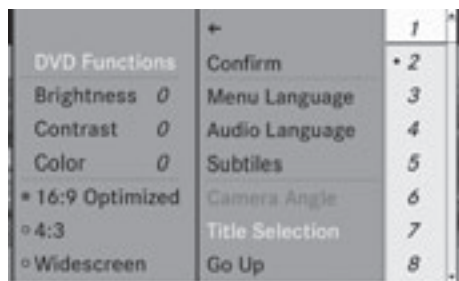 DVD Functions
Brightness 0
Contrast 0
Color 0
16:9 Optimized
4:3
Widescreen
←
Confirm
Menu Language
Audio Language
Subtiles
Camera Angle
Title Selection
Go Up
1
• 2
3
4
5
6
7
8